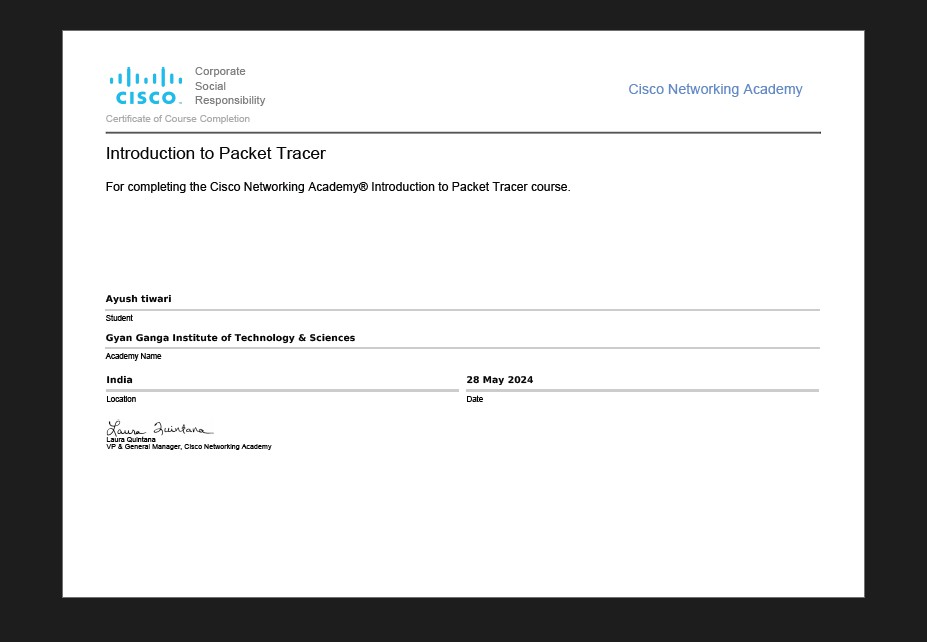 Corporate
Social
Responsibility
CISCO.
Cisco Networking Academy
Certificate of Course Completion
Introduction to Packet Tracer
For completing the Cisco Networking Academy® Introduction to Packet Tracer course.
Ayush tiwari
Student
Gyan Ganga Institute of Technology & Sciences
Academy Name
India
28 May 2024
Location
Date
Laura Quintana
Laura Quintana
VP & General Manager, Cisco Networking Academy